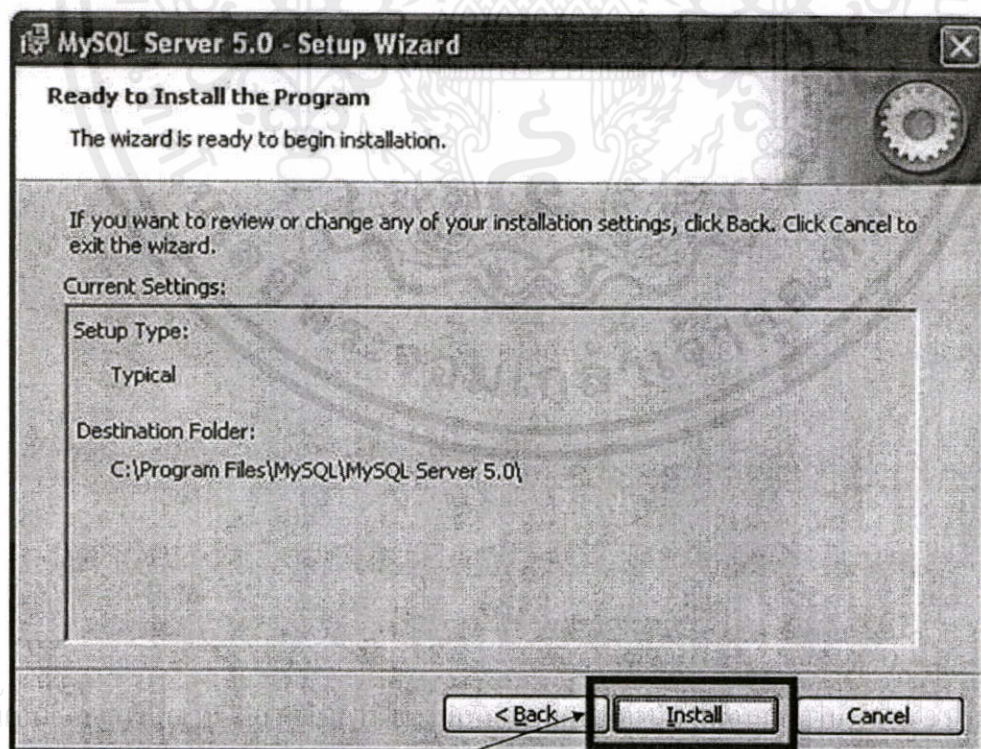 MySQL Server 5.0 - Setup Wizard
Ready to Install the Program
The wizard is ready to begin installation.
If you want to review or change any of your installation settings, click Back. Click Cancel to
exit the wizard.
Current Settings:
Setup Type:
Typical
Destination Folder:
C:\Program Files\MySQL\MySQL Server 5.0\
< Back
Install
Cancel